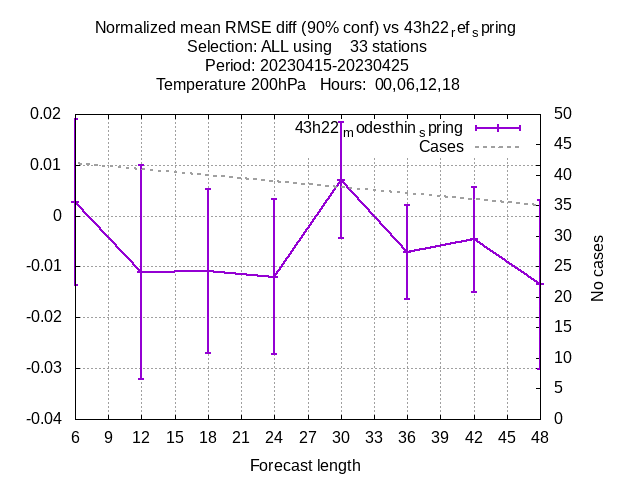 Normalized mean RMSE diff (90% conf) vs 43h22ᵣefₛpring
Selection: ALL using    33 stations
Period: 20230415-20230425
Temperature 200hPa   Hours:  00,06,12,18
43h22ₘodesthinₛpring
Cases
0.02
0.01
0
-0.01
-0.02
-0.03
-0.04
50
45
40
35
30
25
20
15
10
5
0
No cases
6 9 12 15 18 21 24 27 30 33 36 39 42 45 48
Forecast length